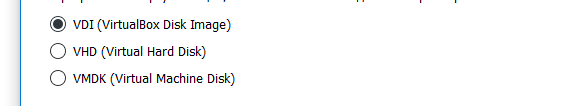 VDI (VirtualBox Disk Image)
VHD (Virtual Hard Disk)
VMDK (Virtual Machine Disk)